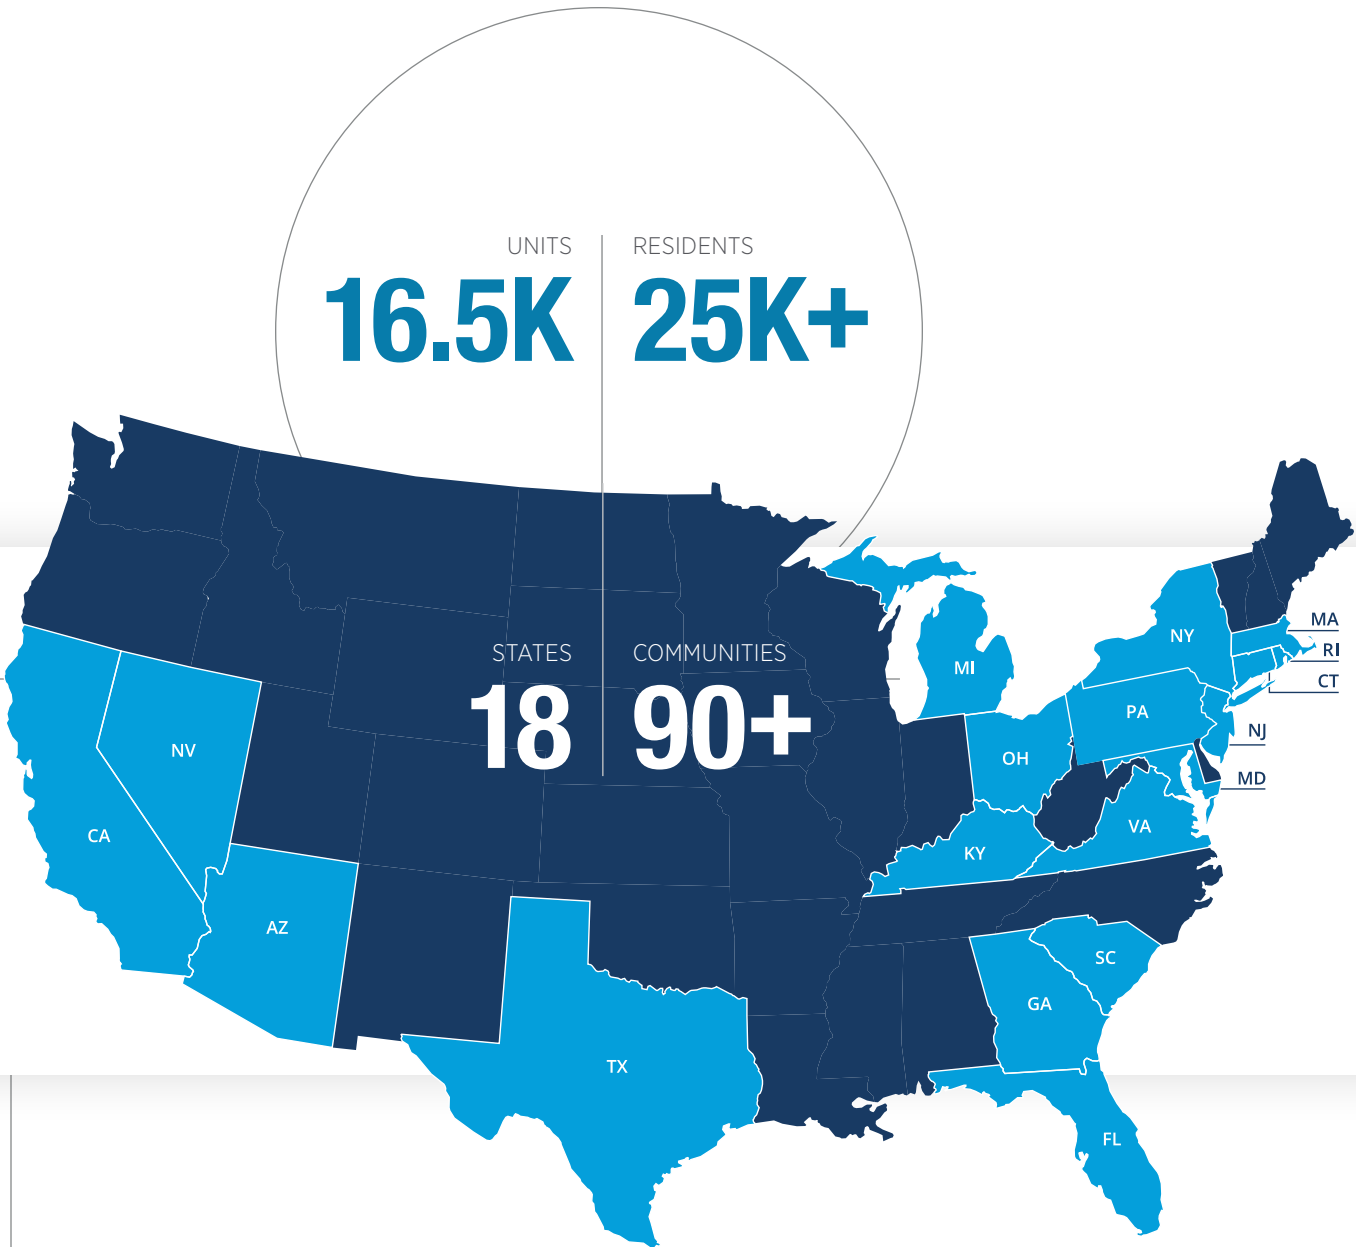 UNITS
16.5K
RESIDENTS
25K+
STATES
18
COMMUNITIES
90+
MA
RI
CT
NJ
MD
NY
PA
MI
OH
VA
KY
NV
CA
AZ
TX
SC
GA
FL